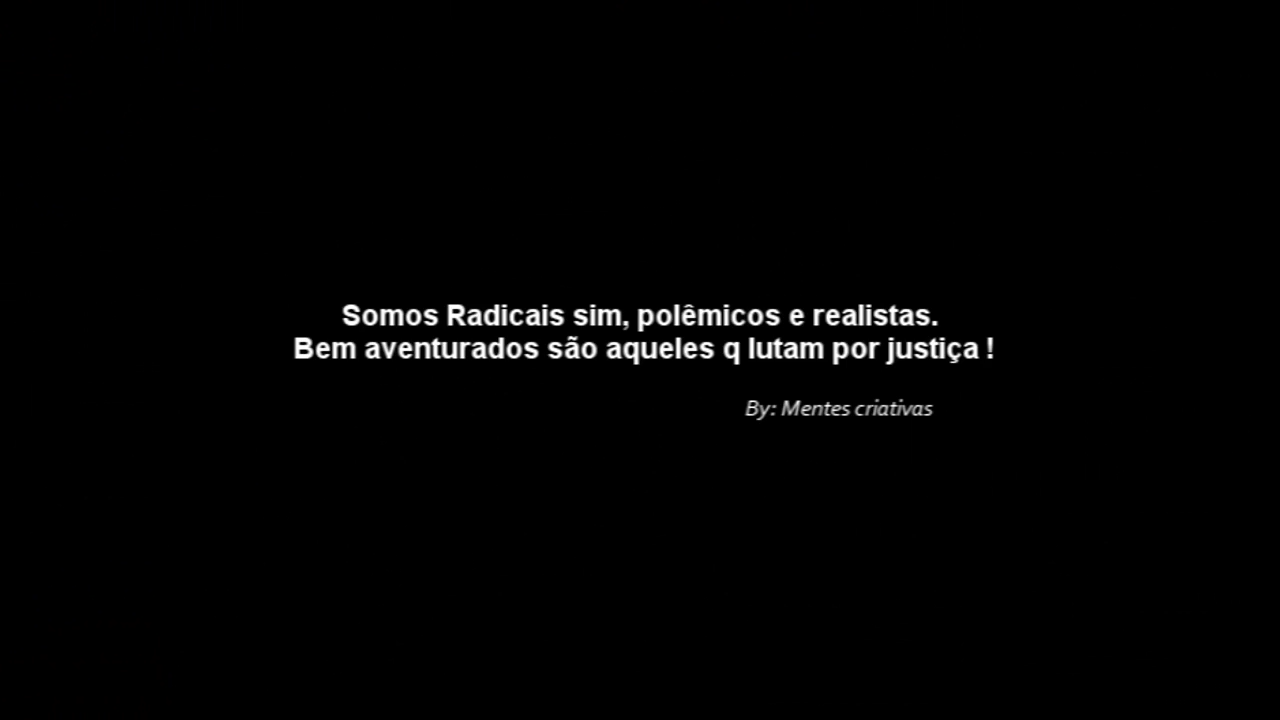 Somos Radicais sim, polêmicos e realistas.
Bem aventurados são aqueles q lutam por justiça !
By: Mentes criativas